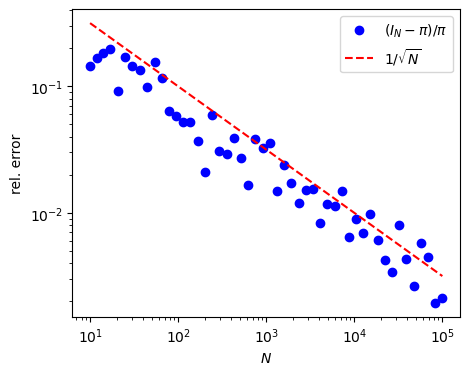 (I_N − π)/π
1/√N
10⁻¹
10⁻²
rel. error
10¹ 10² 10³ 10⁴ 10⁵
N